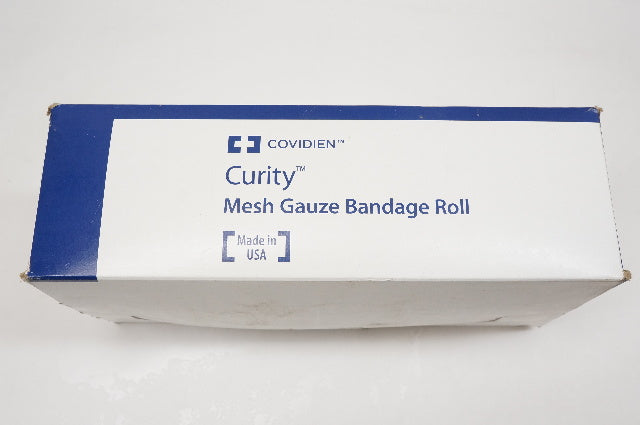 COVIDIEN™
Curity™
Mesh Gauze Bandage Roll
Made in
USA